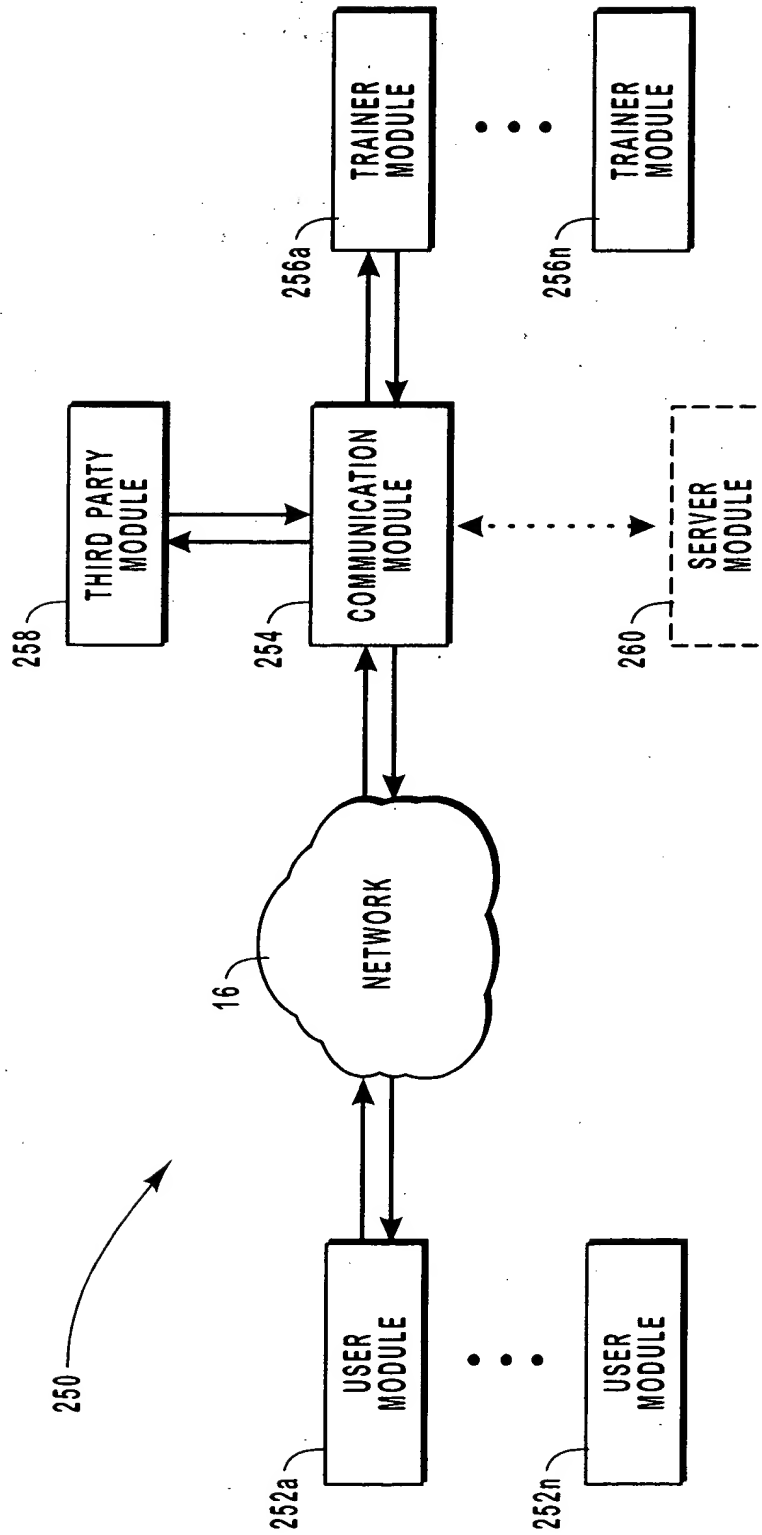 250
252a
USER
MODULE
252n
USER
MODULE
16
NETWORK
258
THIRD PARTY
MODULE
254
COMMUNICATION
MODULE
260
SERVER
MODULE
256a
TRAINER
MODULE
256n
TRAINER
MODULE